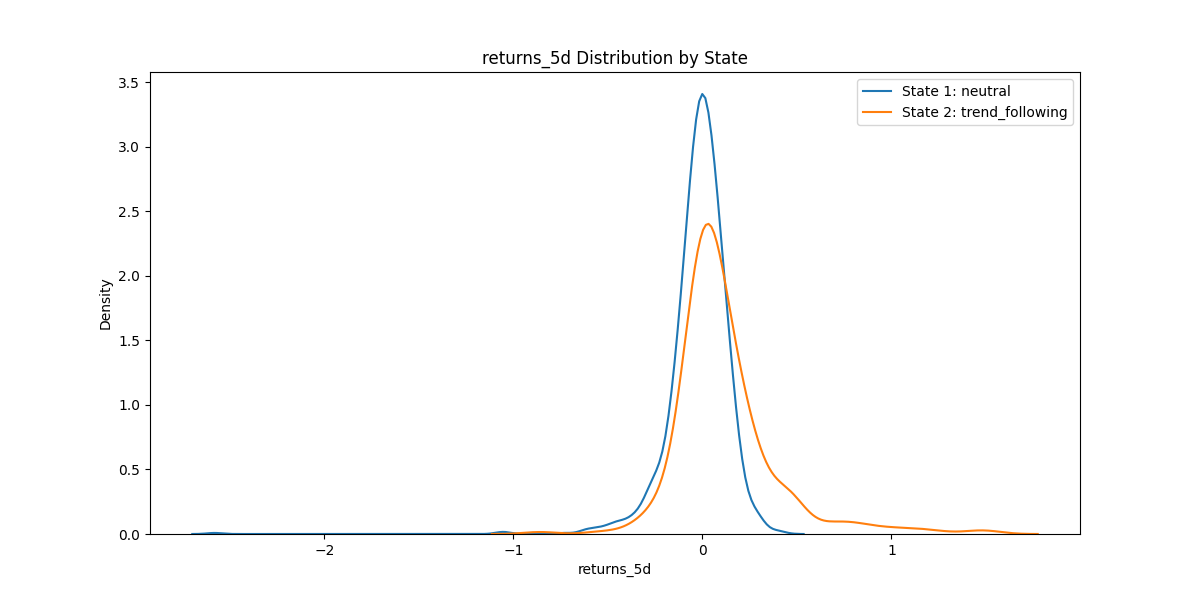 returns_5d Distribution by State
State 1: neutral
State 2: trend_following
Density
3.5
3.0
2.5
2.0
1.5
1.0
0.5
0.0
−2
−1
0
1
returns_5d